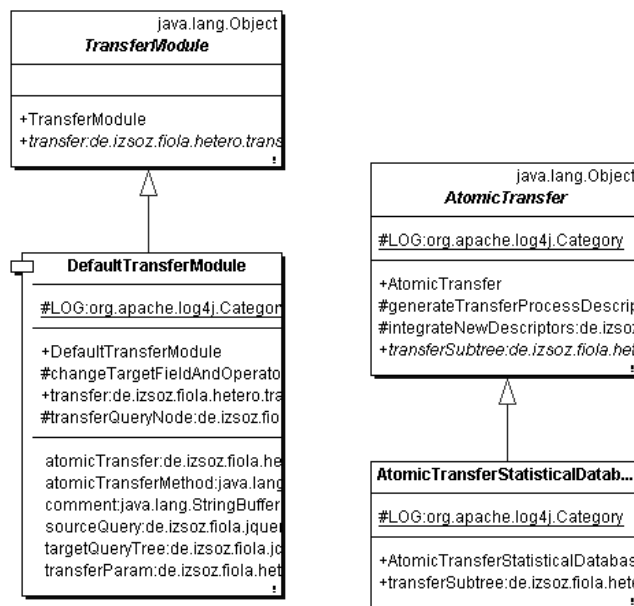 java.lang.Object
TransferModule
+TransferModule
+transfer:de.izsoz.fiola.hetero.trans
!
DefaultTransferModule
#LOG:org.apache.log4j.Categor
+DefaultTransferModule
#changeTargetFieldAndOperato
+transfer:de.izsoz.fiola.hetero.tra
#transferQueryNode:de.izsoz.fio
atomicTransfer:de.izsoz.fiola.he
atomicTransferMethod:java.lang
comment:java.lang.StringBuffer
sourceQuery:de.izsoz.fiola.jquer
targetQueryTree:de.izsoz.fiola.jc
transferParam:de.izsoz.fiola.het
!
java.lang.Object
AtomicTransfer
#LOG:org.apache.log4j.Category
+AtomicTransfer
#generateTransferProcessDescrip
#integrateNewDescriptors:de.izso
+transferSubtree:de.izsoz.fiola.het
!
AtomicTransferStatisticalDatab...
#LOG:org.apache.log4j.Category
+AtomicTransferStatisticalDatabas
+transferSubtree:de.izsoz.fiola.hete
!